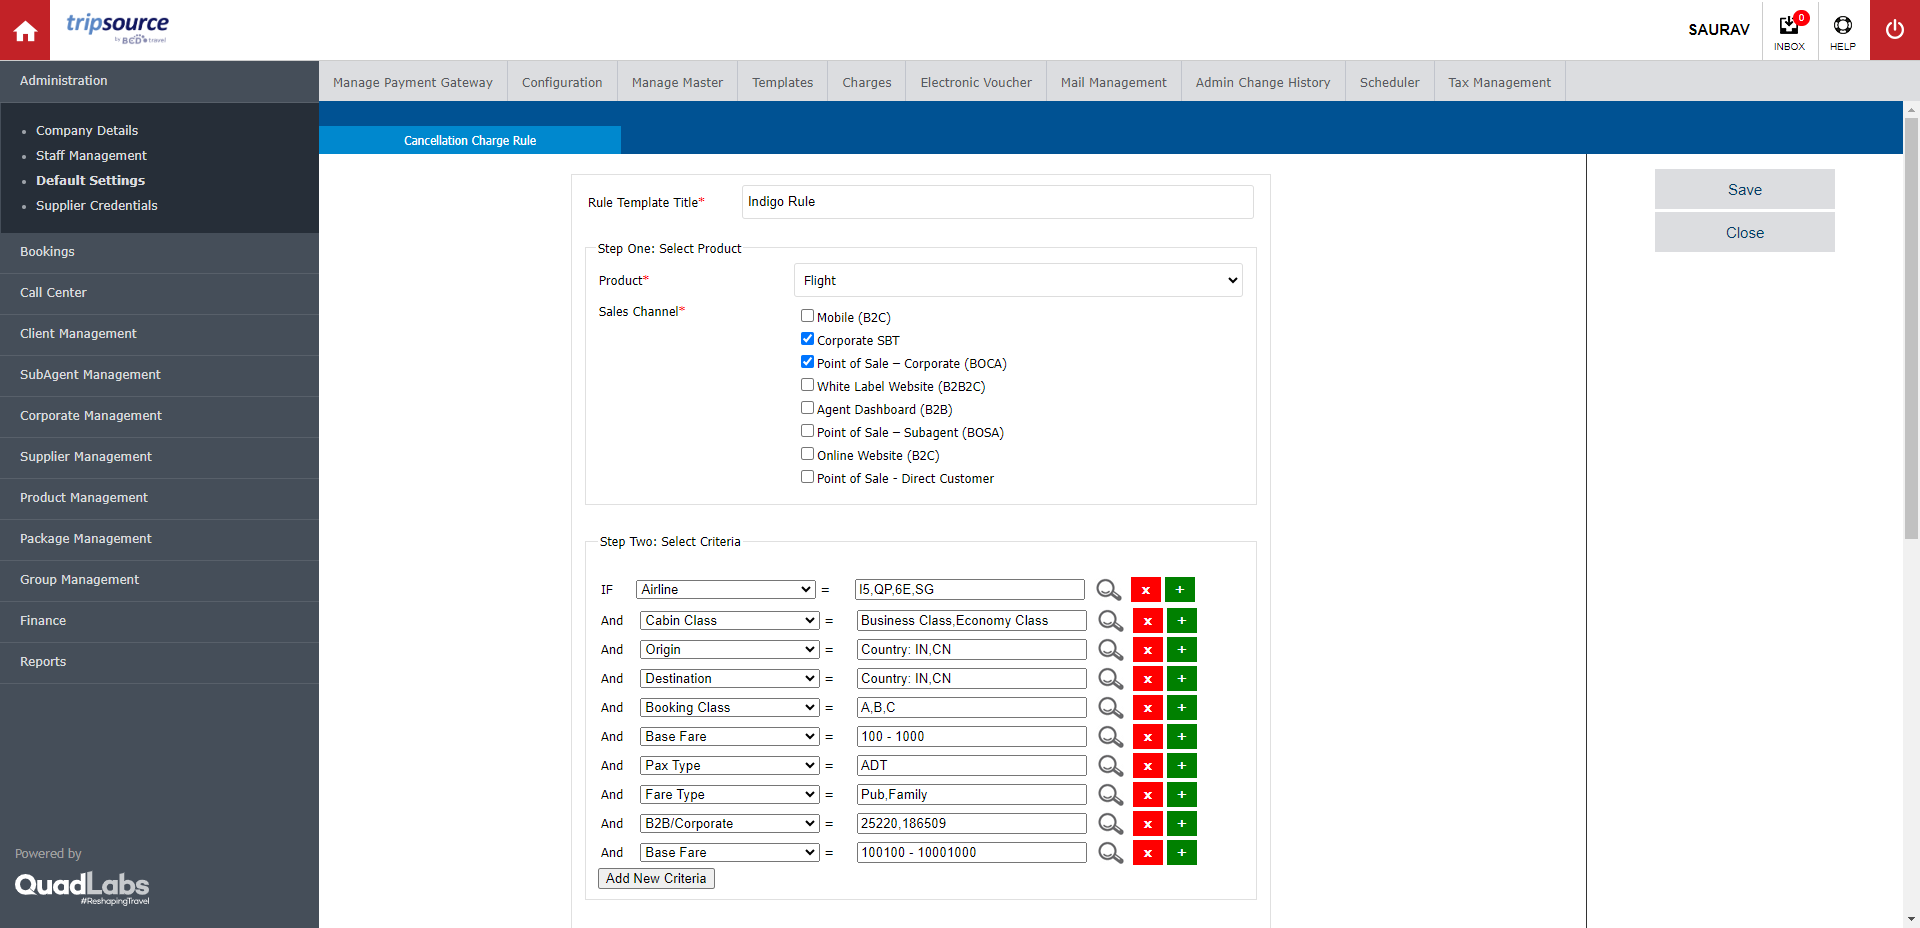 tripsource
by BCD travel
SAURAV
0
INBOX
HELP
Administration
Company Details
Staff Management
Default Settings
Supplier Credentials
Bookings
Call Center
Client Management
SubAgent Management
Corporate Management
Supplier Management
Product Management
Package Management
Group Management
Finance
Reports
Powered by
QuadLabs
#ReshapingTravel
Manage Payment Gateway
Configuration
Manage Master
Templates
Charges
Electronic Voucher
Mail Management
Admin Change History
Scheduler
Tax Management
Cancellation Charge Rule
Rule Template Title* Indigo Rule
Step One: Select Product
Product* Flight
Sales Channel*
Mobile (B2C)
Corporate SBT
Point of Sale – Corporate (BOCA)
White Label Website (B2B2C)
Agent Dashboard (B2B)
Point of Sale – Subagent (BOSA)
Online Website (B2C)
Point of Sale - Direct Customer
Step Two: Select Criteria
IF Airline = I5,QP,6E,SG x +
And Cabin Class = Business Class,Economy Class x +
And Origin = Country: IN,CN x +
And Destination = Country: IN,CN x +
And Booking Class = A,B,C x +
And Base Fare = 100 - 1000 x +
And Pax Type = ADT x +
And Fare Type = Pub,Family x +
And B2B/Corporate = 25220,186509 x +
And Base Fare = 100100 - 10001000 x +
Add New Criteria
Save
Close